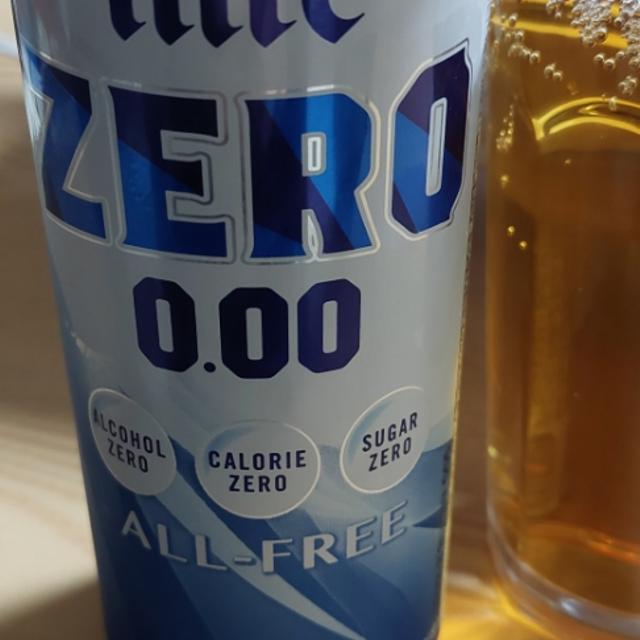 ZERO
0.00
ALCOHOL
ZERO
CALORIE
ZERO
SUGAR
ZERO
ALL-FREE